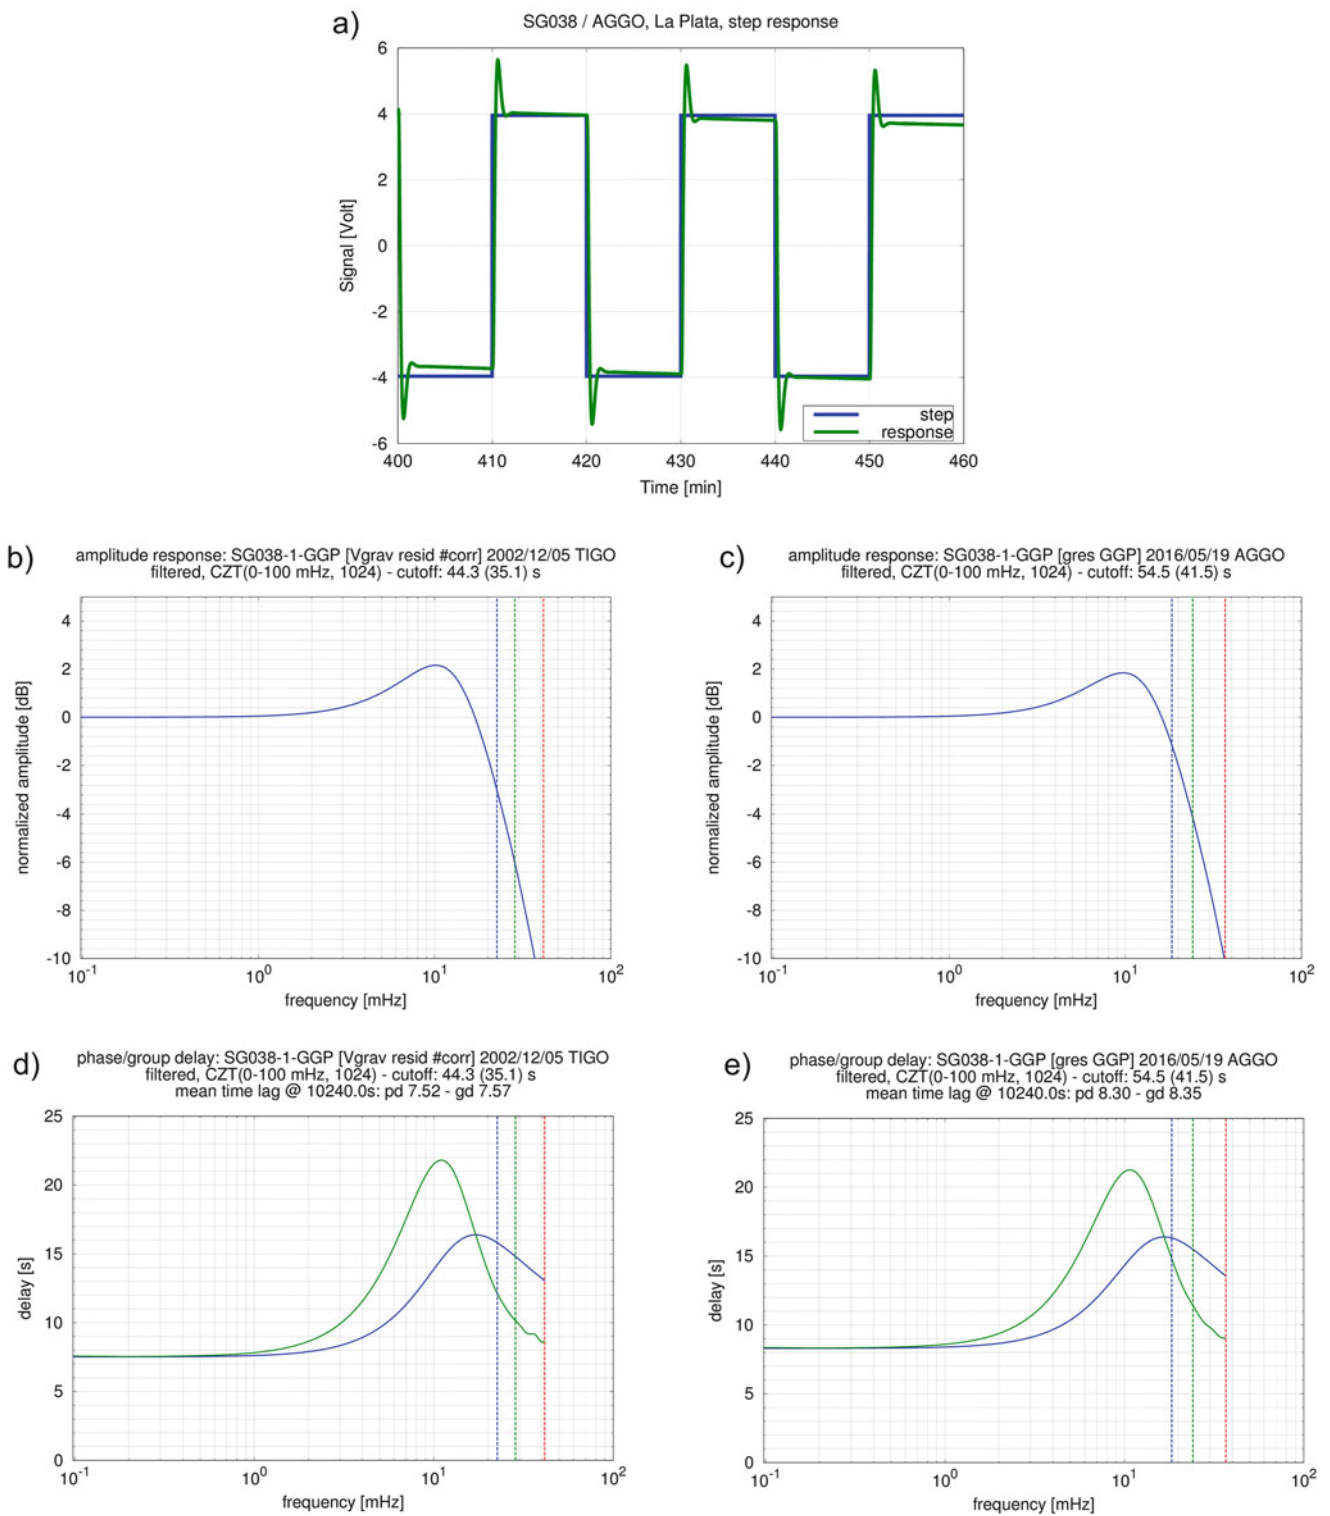 a)
SG038 / AGGO, La Plata, step response
6
4
2
0
-2
-4
-6
Signal [Volt]
step
response
400 410 420 430 440 450 460
Time [min]
b)
amplitude response: SG038-1-GGP [Vgrav resid #corr] 2002/12/05 TIGO
filtered, CZT(0-100 mHz, 1024) - cutoff: 44.3 (35.1) s
4
2
0
-2
-4
-6
-8
-10
normalized amplitude [dB]
10-1 100 101 102
frequency [mHz]
c)
amplitude response: SG038-1-GGP [gres GGP] 2016/05/19 AGGO
filtered, CZT(0-100 mHz, 1024) - cutoff: 54.5 (41.5) s
4
2
0
-2
-4
-6
-8
-10
normalized amplitude [dB]
10-1 100 101 102
frequency [mHz]
d)
phase/group delay: SG038-1-GGP [Vgrav resid #corr] 2002/12/05 TIGO
filtered, CZT(0-100 mHz, 1024) - cutoff: 44.3 (35.1) s
mean time lag @ 10240.0s: pd 7.52 - gd 7.57
25
20
15
10
5
0
delay [s]
10-1 100 101 102
frequency [mHz]
e)
phase/group delay: SG038-1-GGP [gres GGP] 2016/05/19 AGGO
filtered, CZT(0-100 mHz, 1024) - cutoff: 54.5 (41.5) s
mean time lag @ 10240.0s: pd 8.30 - gd 8.35
25
20
15
10
5
0
delay [s]
10-1 100 101 102
frequency [mHz]